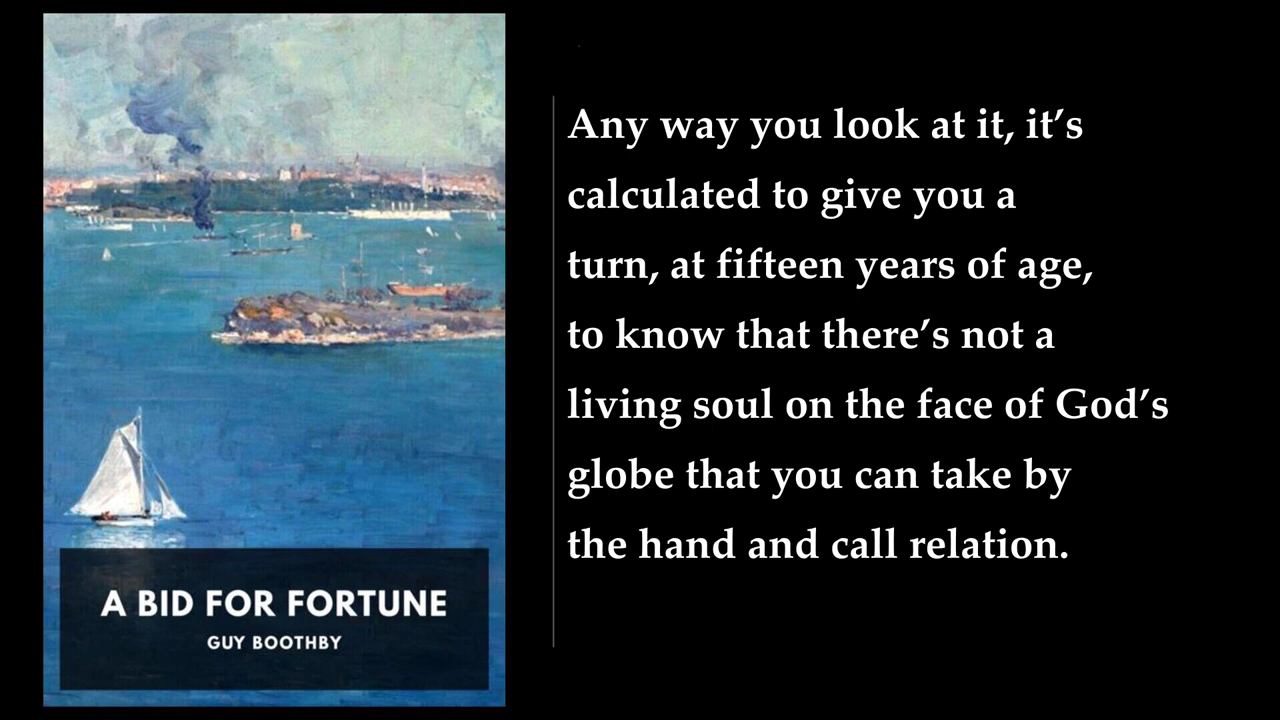 A BID FOR FORTUNE
GUY BOOTHBY
Any way you look at it, it’s
calculated to give you a
turn, at fifteen years of age,
to know that there’s not a
living soul on the face of God’s
globe that you can take by
the hand and call relation.